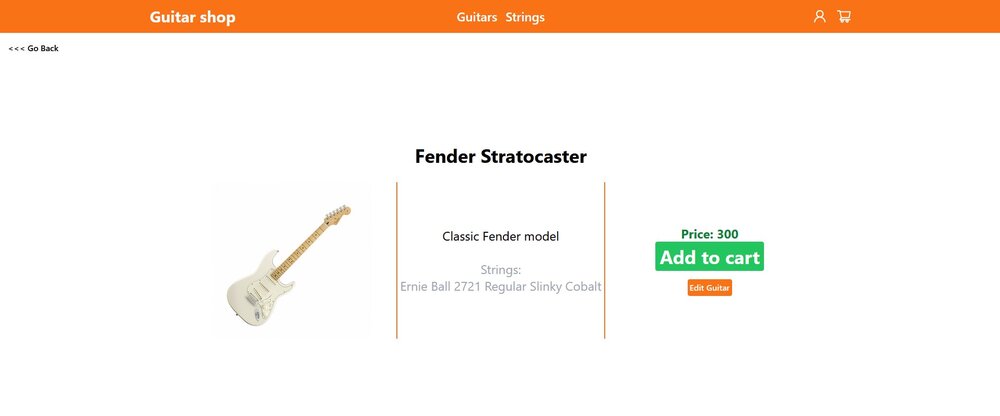 Guitar shop
Guitars Strings
<<< Go Back
Fender Stratocaster
Classic Fender model
Strings:
Ernie Ball 2721 Regular Slinky Cobalt
Price: 300
Add to cart
Edit Guitar